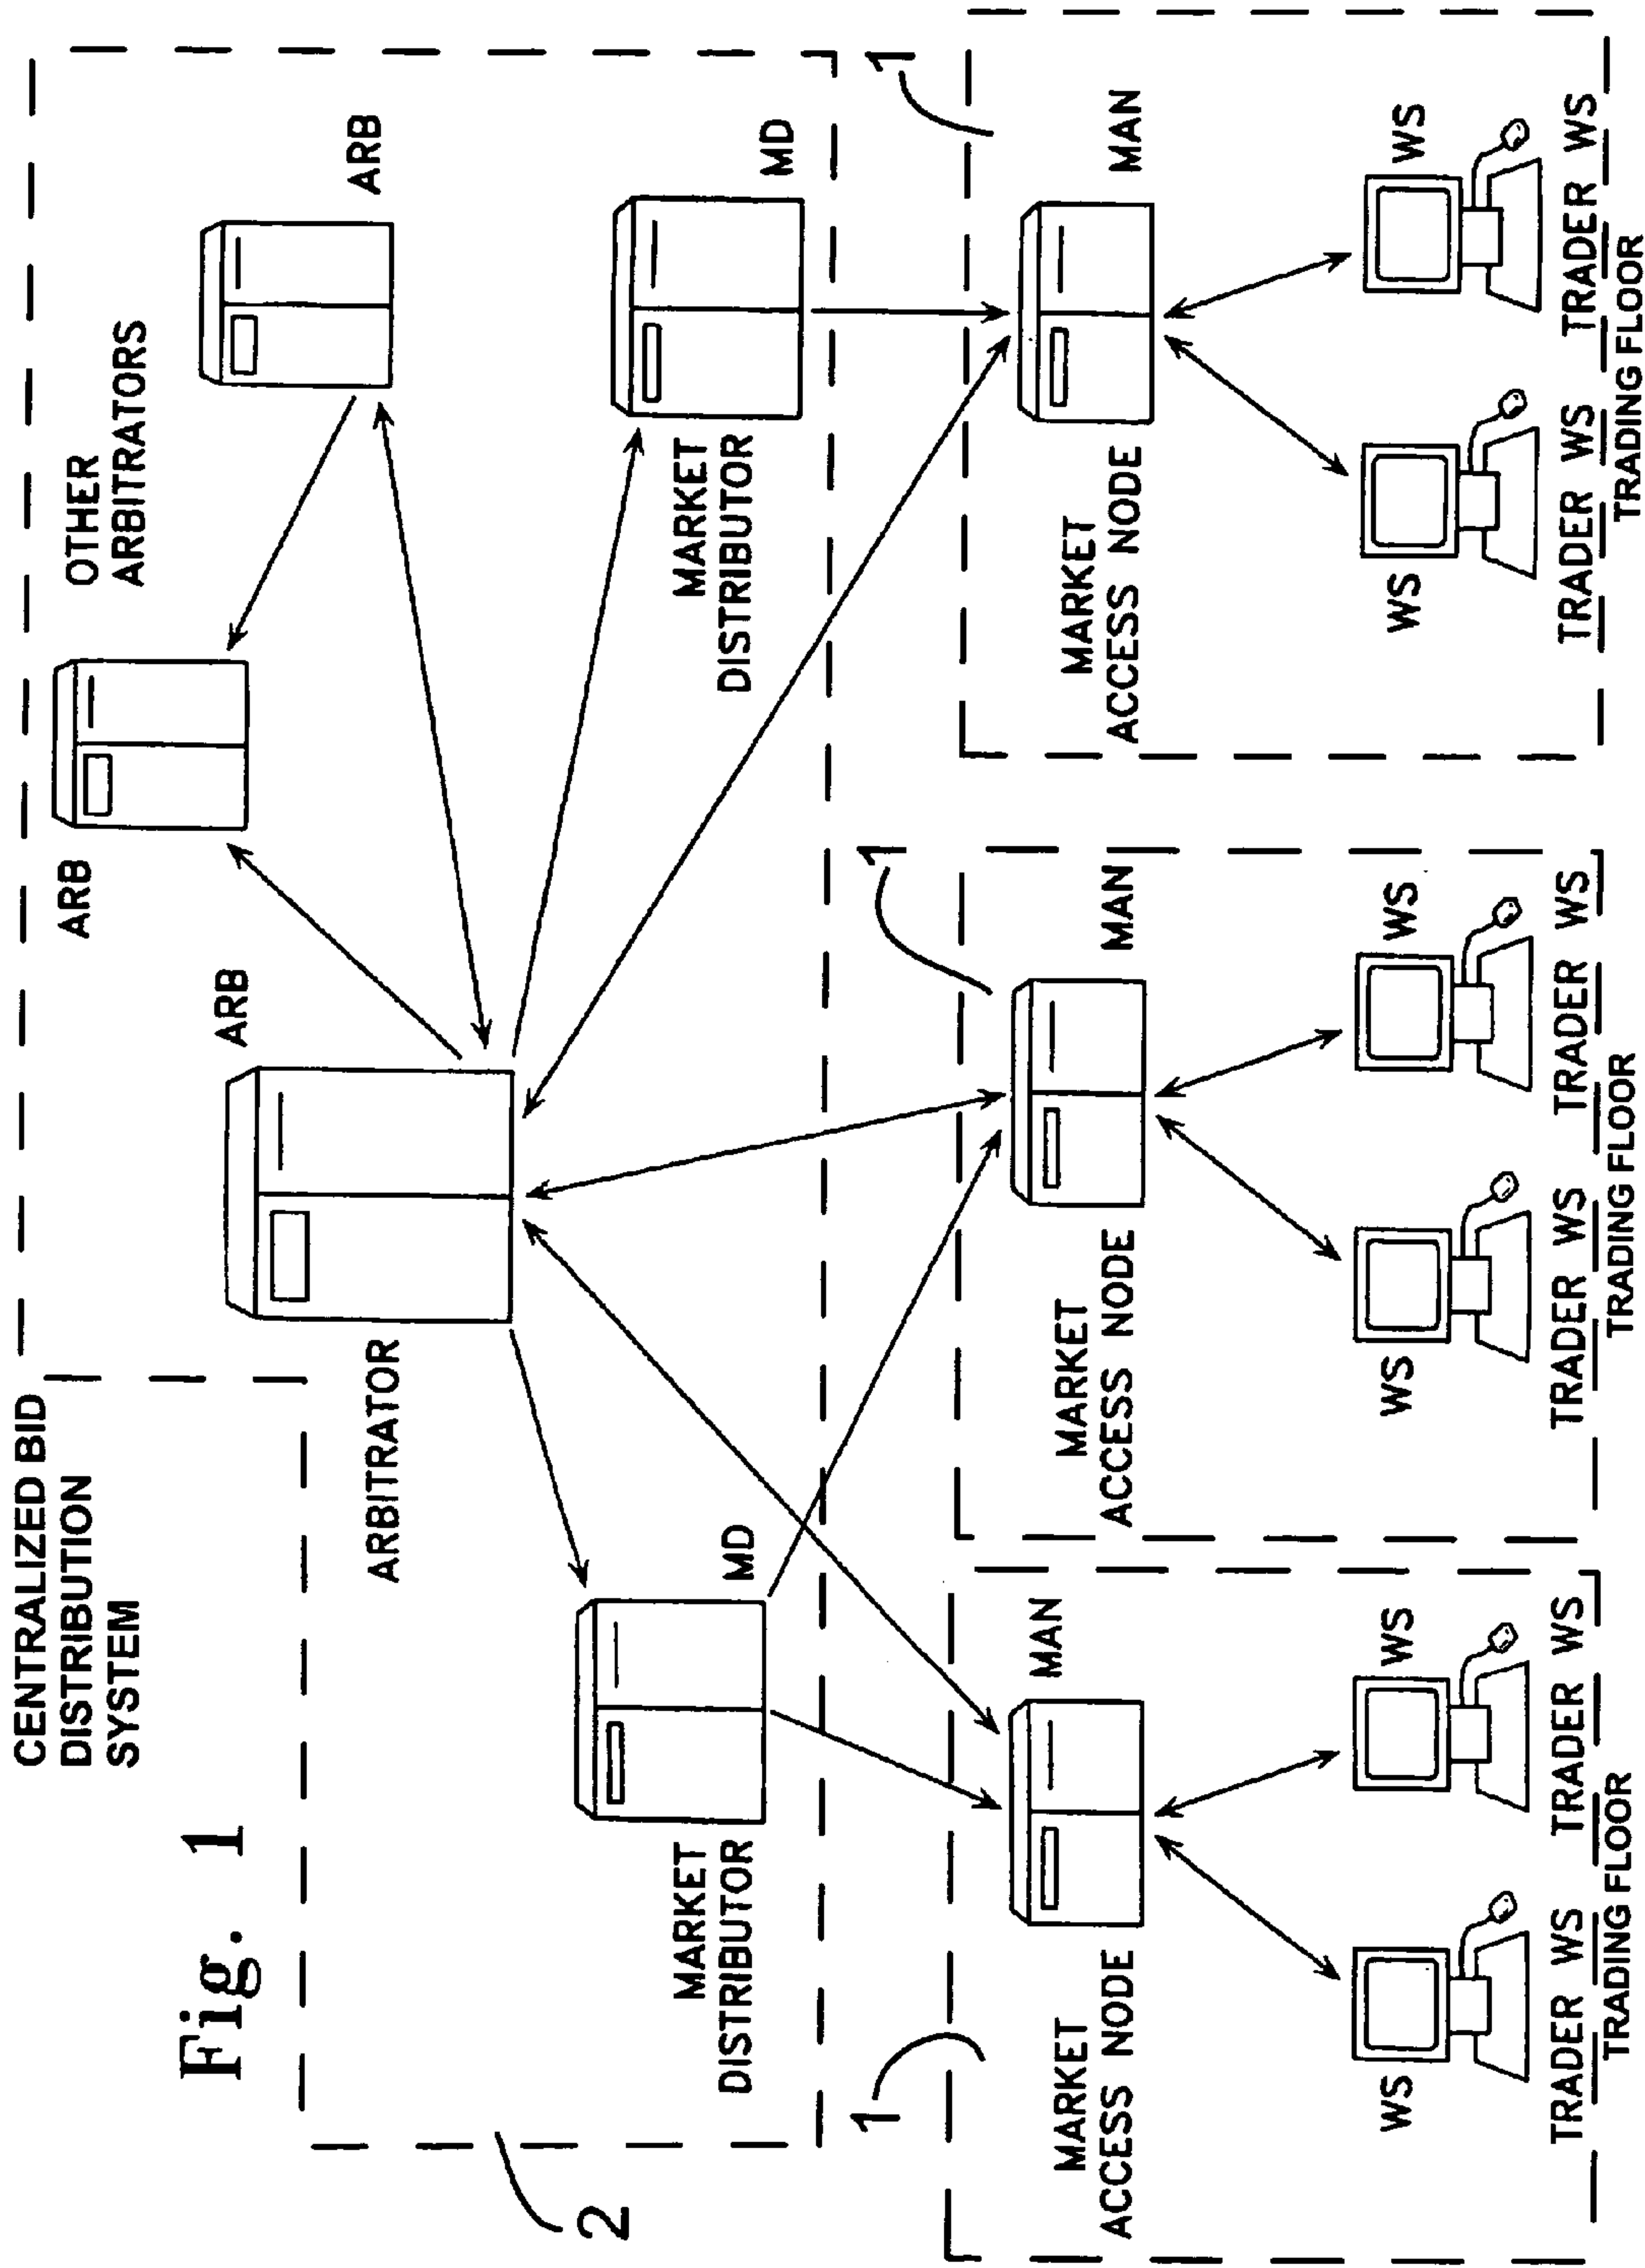 Fig. 1
CENTRALIZED BID
DISTRIBUTION
SYSTEM
2
ARB
ARB
OTHER
ARBITRATORS
ARB
ARBITRATOR
MARKET
DISTRIBUTOR
MD
MARKET
DISTRIBUTOR
MD
1
1
1
MARKET
ACCESS NODE
MAN
MARKET
ACCESS NODE
MAN
MARKET
ACCESS NODE
MAN
WS
WS
WS
WS
WS
WS
TRADER WS
TRADER WS
TRADER WS
TRADER WS
TRADER WS
TRADER WS
TRADING FLOOR
TRADING FLOOR
TRADING FLOOR